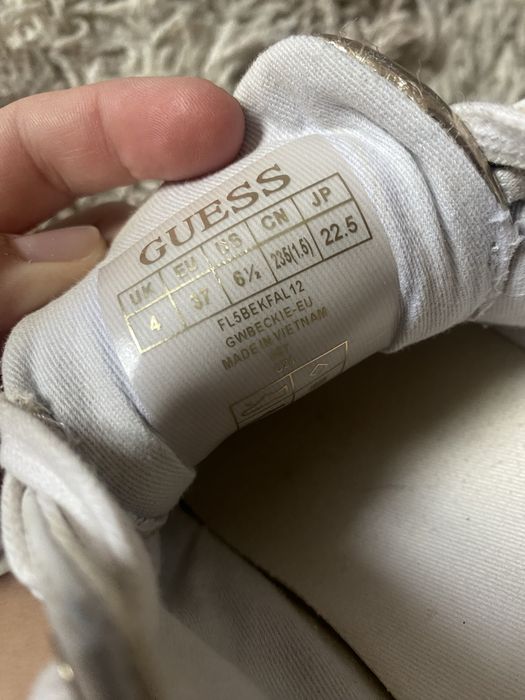 GUESS
UK EU US CN JP
4 37 6½ 235(1.5) 22.5
FL5BEKFAL12
GWBECKIE-EU
MADE IN VIETNAM